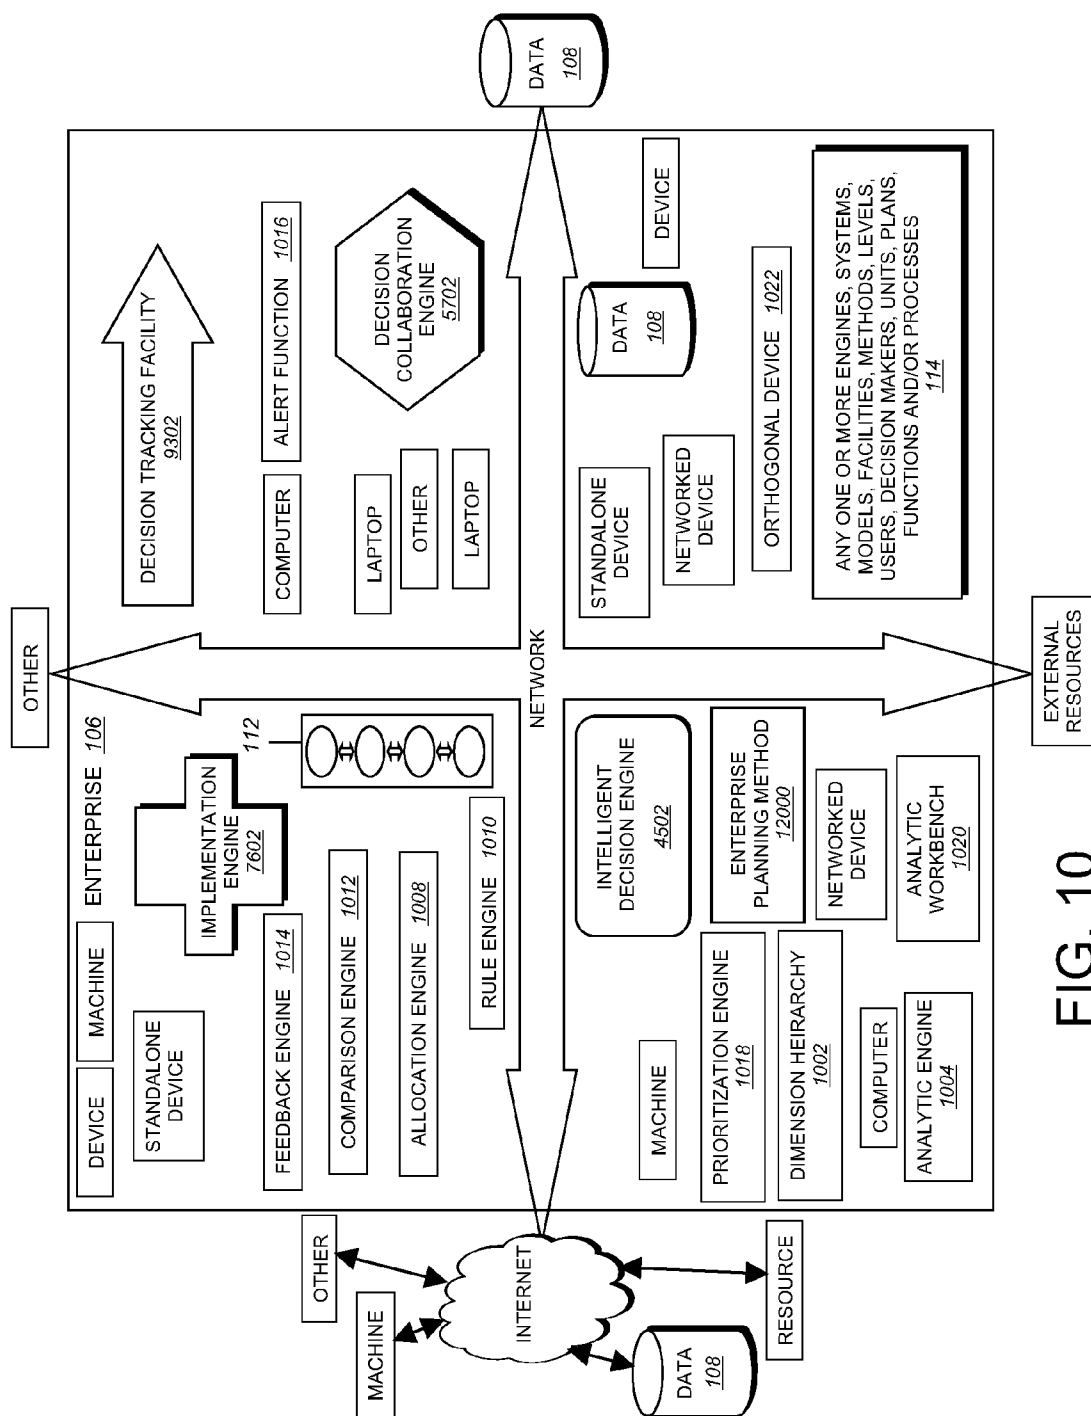 OTHER
ENTERPRISE 106
DEVICE
MACHINE
STANDALONE
DEVICE
IMPLEMENTATION
ENGINE
7602
112
FEEDBACK ENGINE 1014
COMPARISON ENGINE 1012
ALLOCATION ENGINE 1008
RULE ENGINE 1010
DECISION TRACKING FACILITY
9302
COMPUTER
ALERT FUNCTION 1016
LAPTOP
OTHER
LAPTOP
DECISION
COLLABORATION
ENGINE
5702
OTHER
MACHINE
INTERNET
DATA
108
RESOURCE
NETWORK
DATA
108
MACHINE
PRIORITIZATION ENGINE
1018
DIMENSION HEIRARCHY
1002
COMPUTER
ANALYTIC ENGINE
1004
INTELLIGENT
DECISION ENGINE
4502
ENTERPRISE
PLANNING METHOD
12000
NETWORKED
DEVICE
ANALYTIC
WORKBENCH
1020
STANDALONE
DEVICE
NETWORKED
DEVICE
DATA
108
DEVICE
ORTHOGONAL DEVICE 1022
ANY ONE OR MORE ENGINES, SYSTEMS,
MODELS, FACILITIES, METHODS, LEVELS,
USERS, DECISION MAKERS, UNITS, PLANS,
FUNCTIONS AND/OR PROCESSES
114
EXTERNAL
RESOURCES
FIG. 10